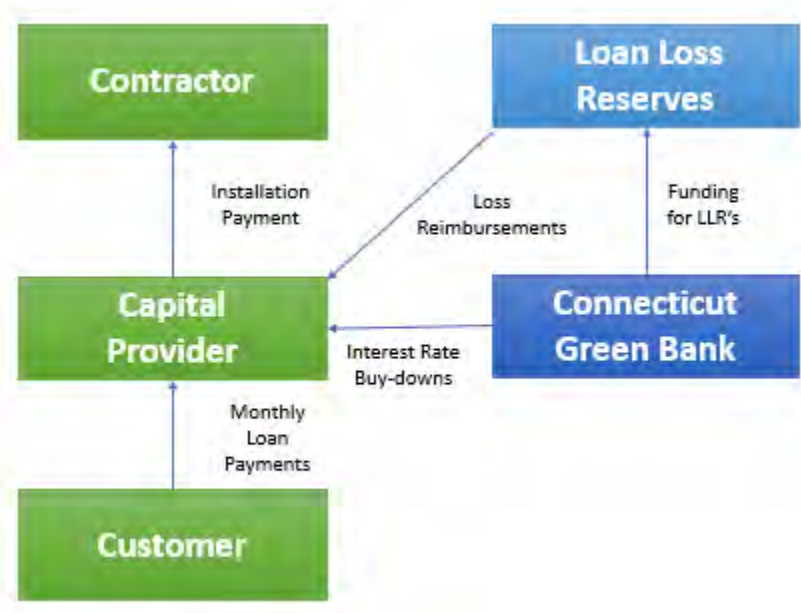 Contractor
Loan Loss
Reserves
Installation
Payment
Loss
Reimbursements
Funding
for LLR's
Capital
Provider
Connecticut
Green Bank
Interest Rate
Buy-downs
Monthly
Loan
Payments
Customer